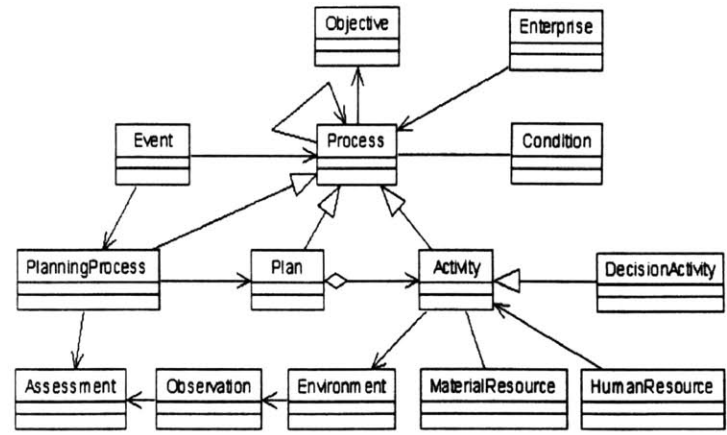 Objective
Enterprise
Event
Process
Condition
PlanningProcess
Plan
Activity
DecisionActivity
Assessment
Observation
Environment
MaterialResource
HumanResource